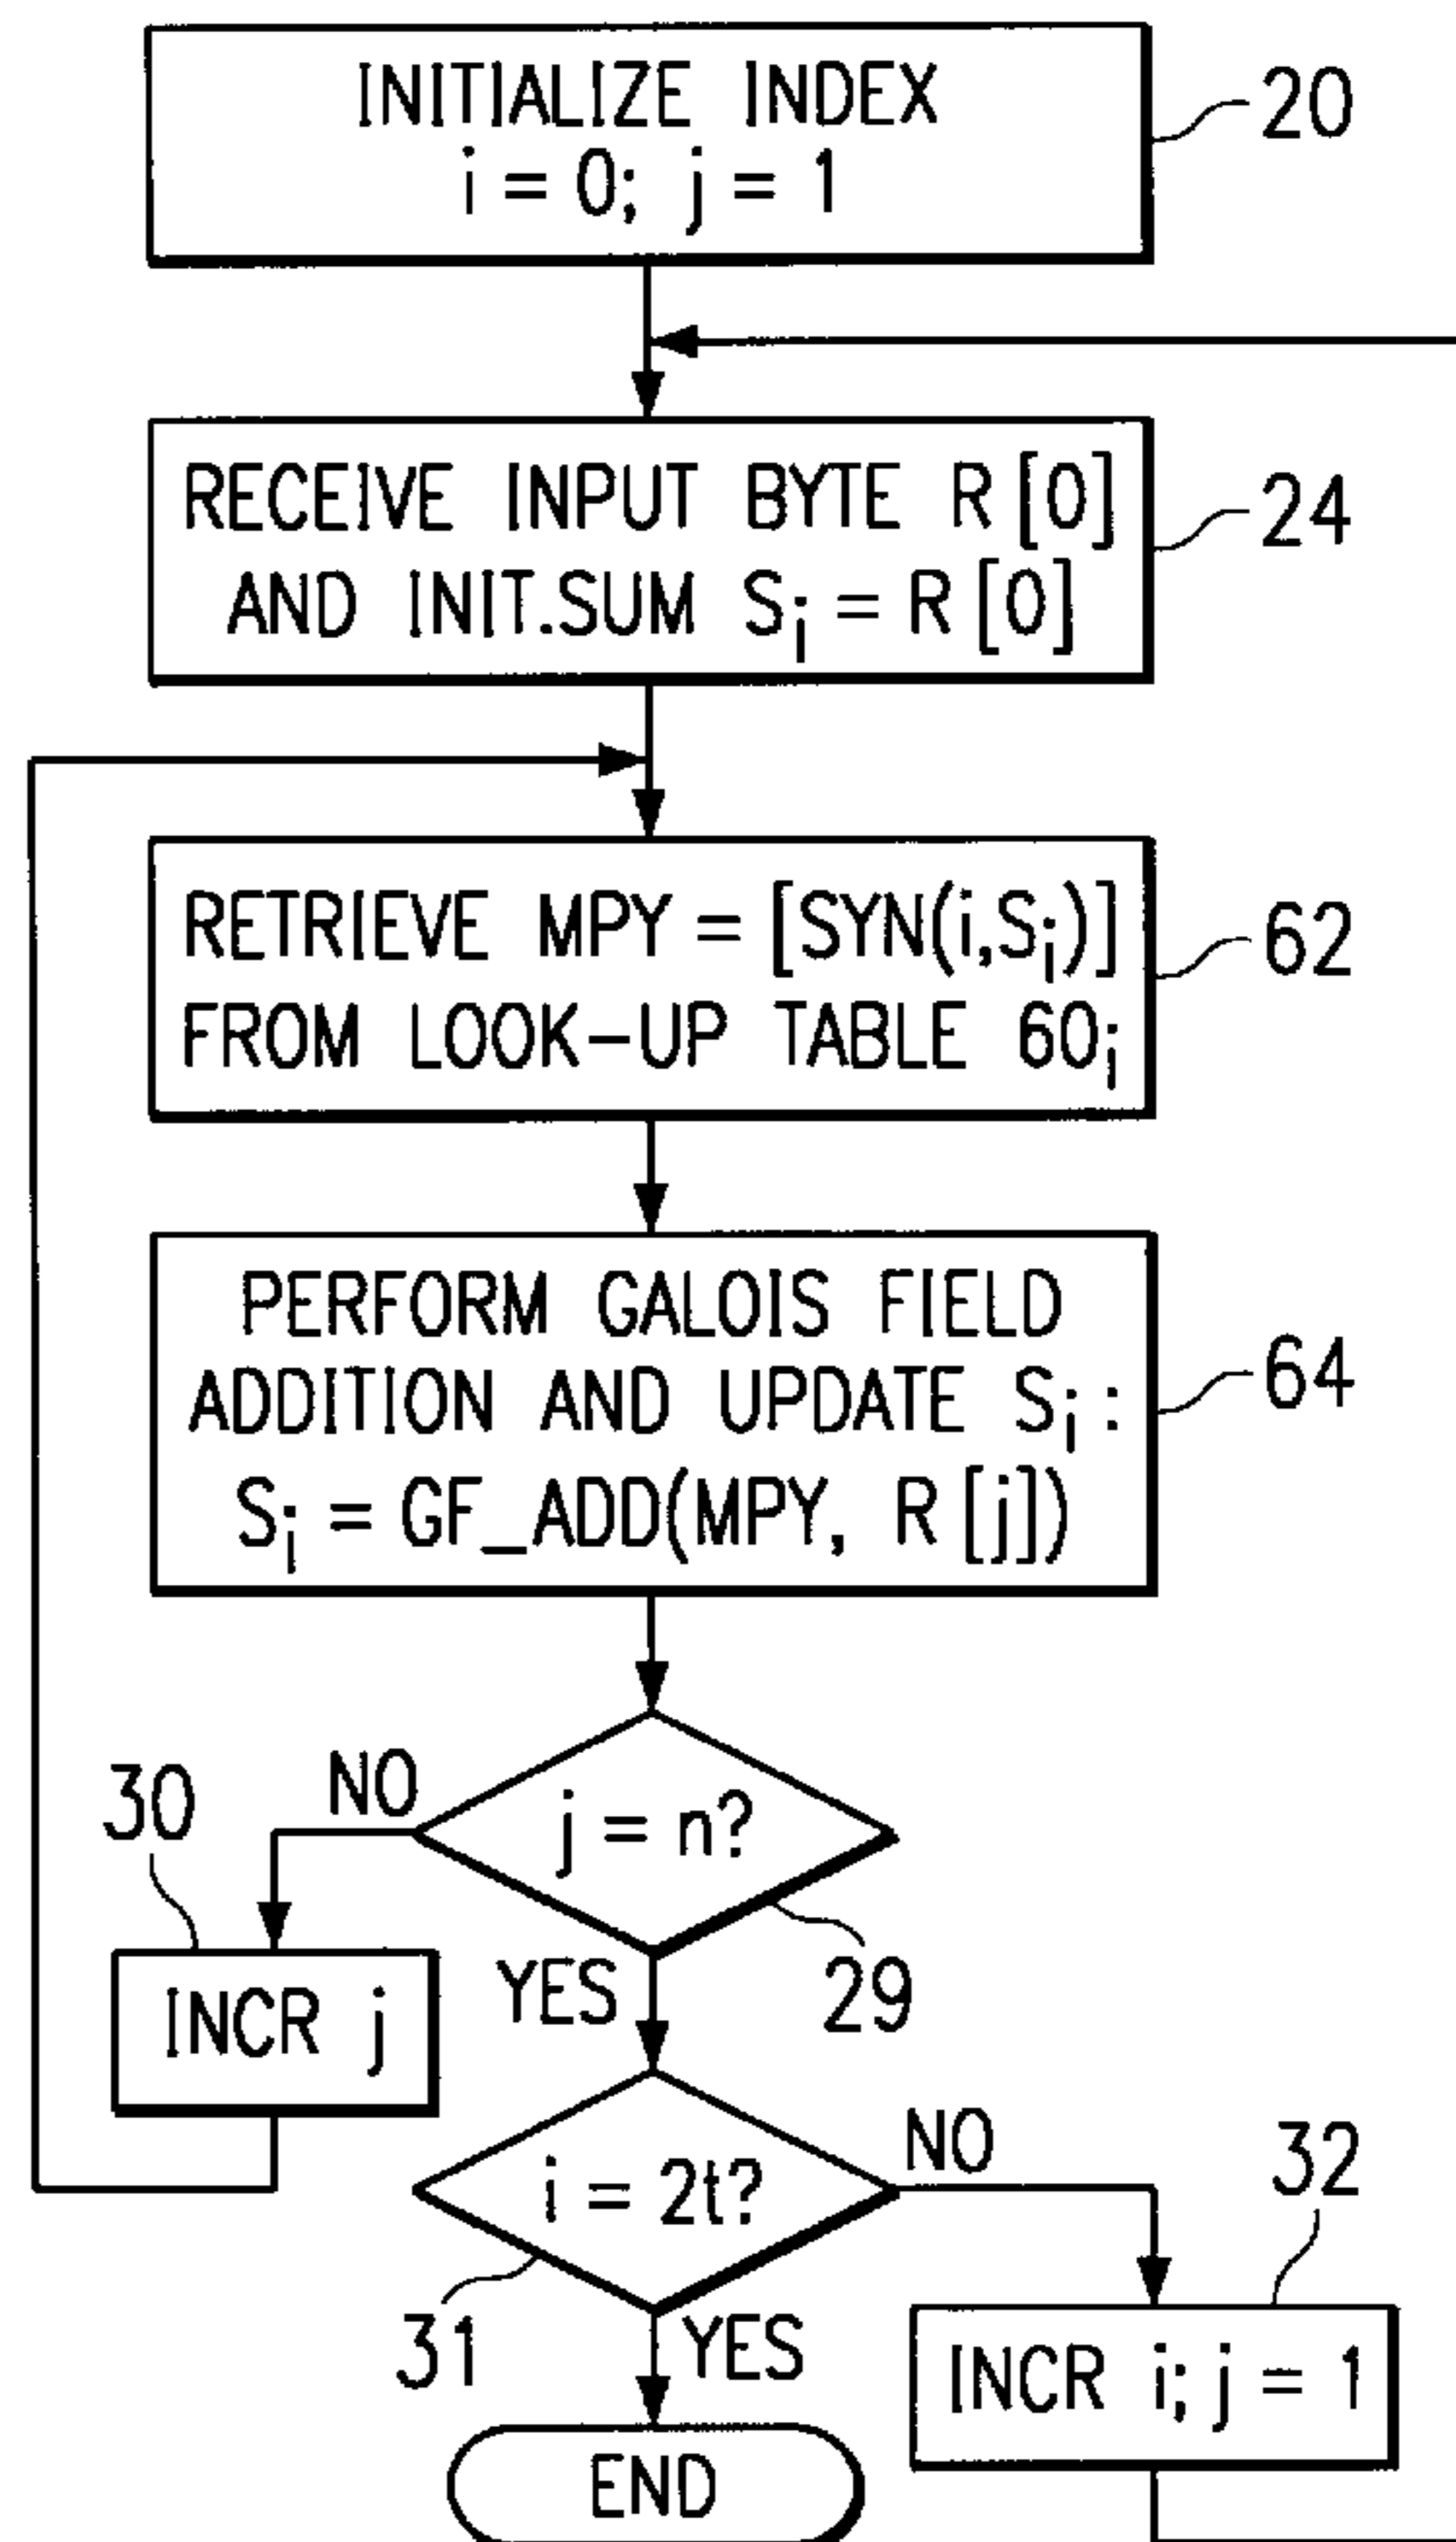 INITIALIZE INDEX
i = 0; j = 1
20
RECEIVE INPUT BYTE R [0]
AND INIT.SUM Si = R [0]
24
RETRIEVE MPY = [SYN(i,Si)]
FROM LOOK-UP TABLE 60i
62
PERFORM GALOIS FIELD
ADDITION AND UPDATE Si :
Si = GF_ADD(MPY, R [j])
64
j = n?
NO
30
YES
29
INCR j
i = 2t?
NO
32
31
YES
INCR i; j = 1
END